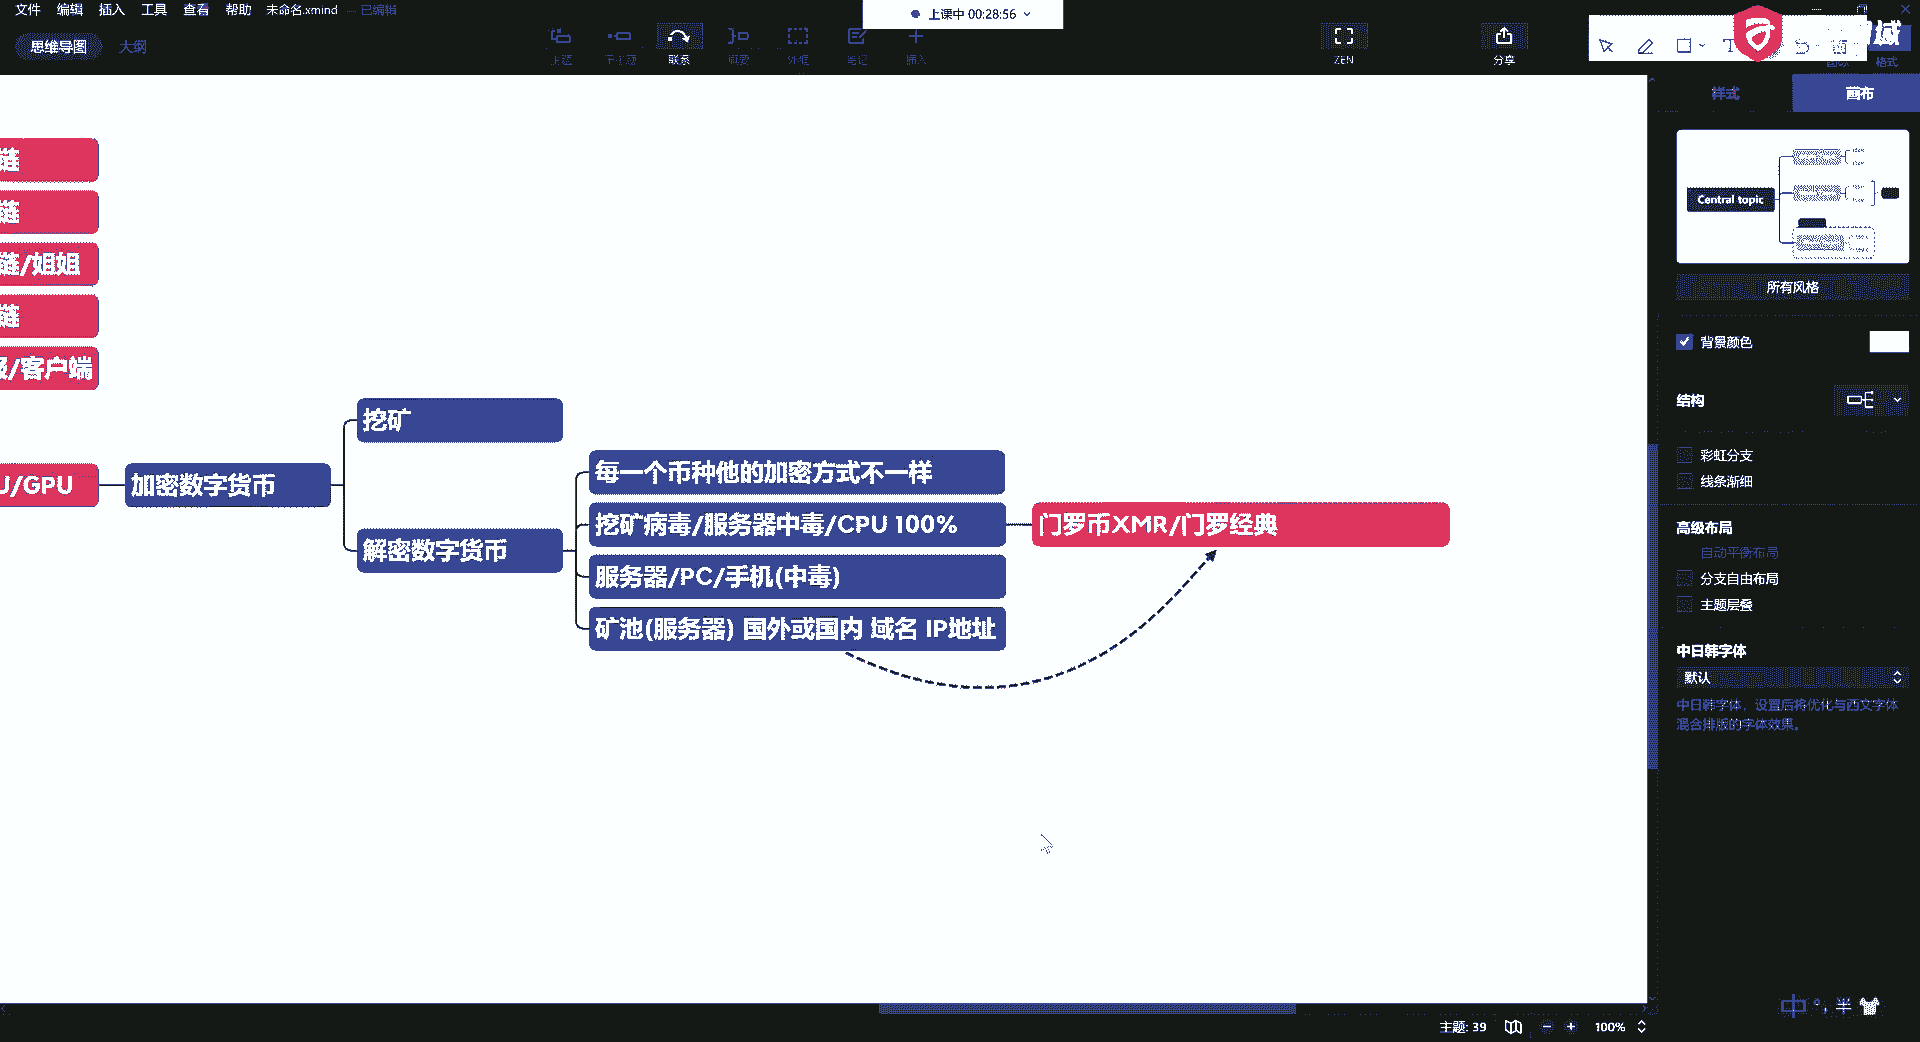 文件 编辑 插入 工具 查看 帮助 未命名.xmind — 已编辑
上课中 00:28:56
思维导图 大纲
主题 子主题 联系 概要 外框 笔记 插入 ZEN 分享 格式
样式 画布
链
链
链/姐姐
链
/客户端
Central topic
所有风格
背景颜色
结构
彩虹分支
线条渐细
高级布局
自动平衡布局
分支自由布局
主题层叠
中日韩字体
默认
中日韩字体，设置后将优化与西文字体
混合排版的字体效果。
挖矿
U/GPU
加密数字货币
解密数字货币
每一个币种他的加密方式不一样
挖矿病毒/服务器中毒/CPU 100%
门罗币XMR/门罗经典
服务器/PC/手机(中毒)
矿池(服务器) 国外或国内 域名 IP地址
中 半
主题: 39
100%